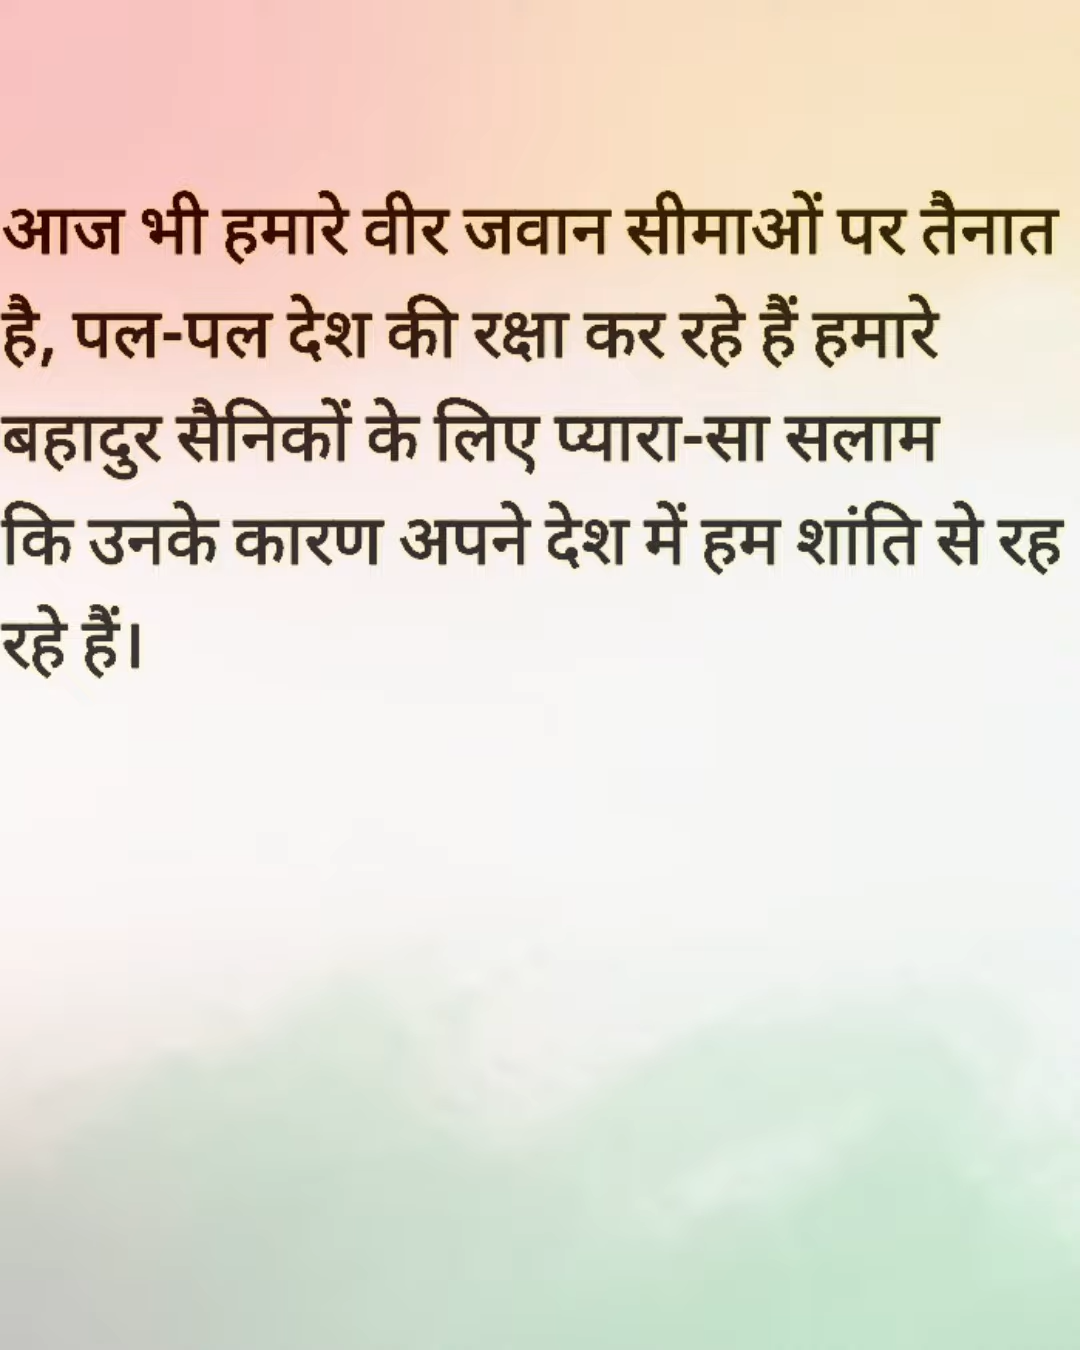 आज भी हमारे वीर जवान सीमाओं पर तैनात
है, पल-पल देश की रक्षा कर रहे हैं हमारे
बहादुर सैनिकों के लिए प्यारा-सा सलाम
कि उनके कारण अपने देश में हम शांति से रह
रहे हैं।